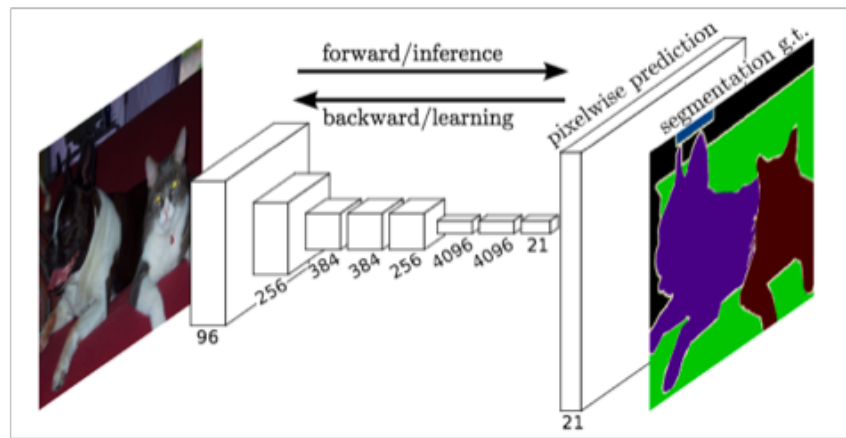 forward/inference
backward/learning
pixelwise prediction
segmentation g.t.
96
256
384
384
256
4096
4096
21
21